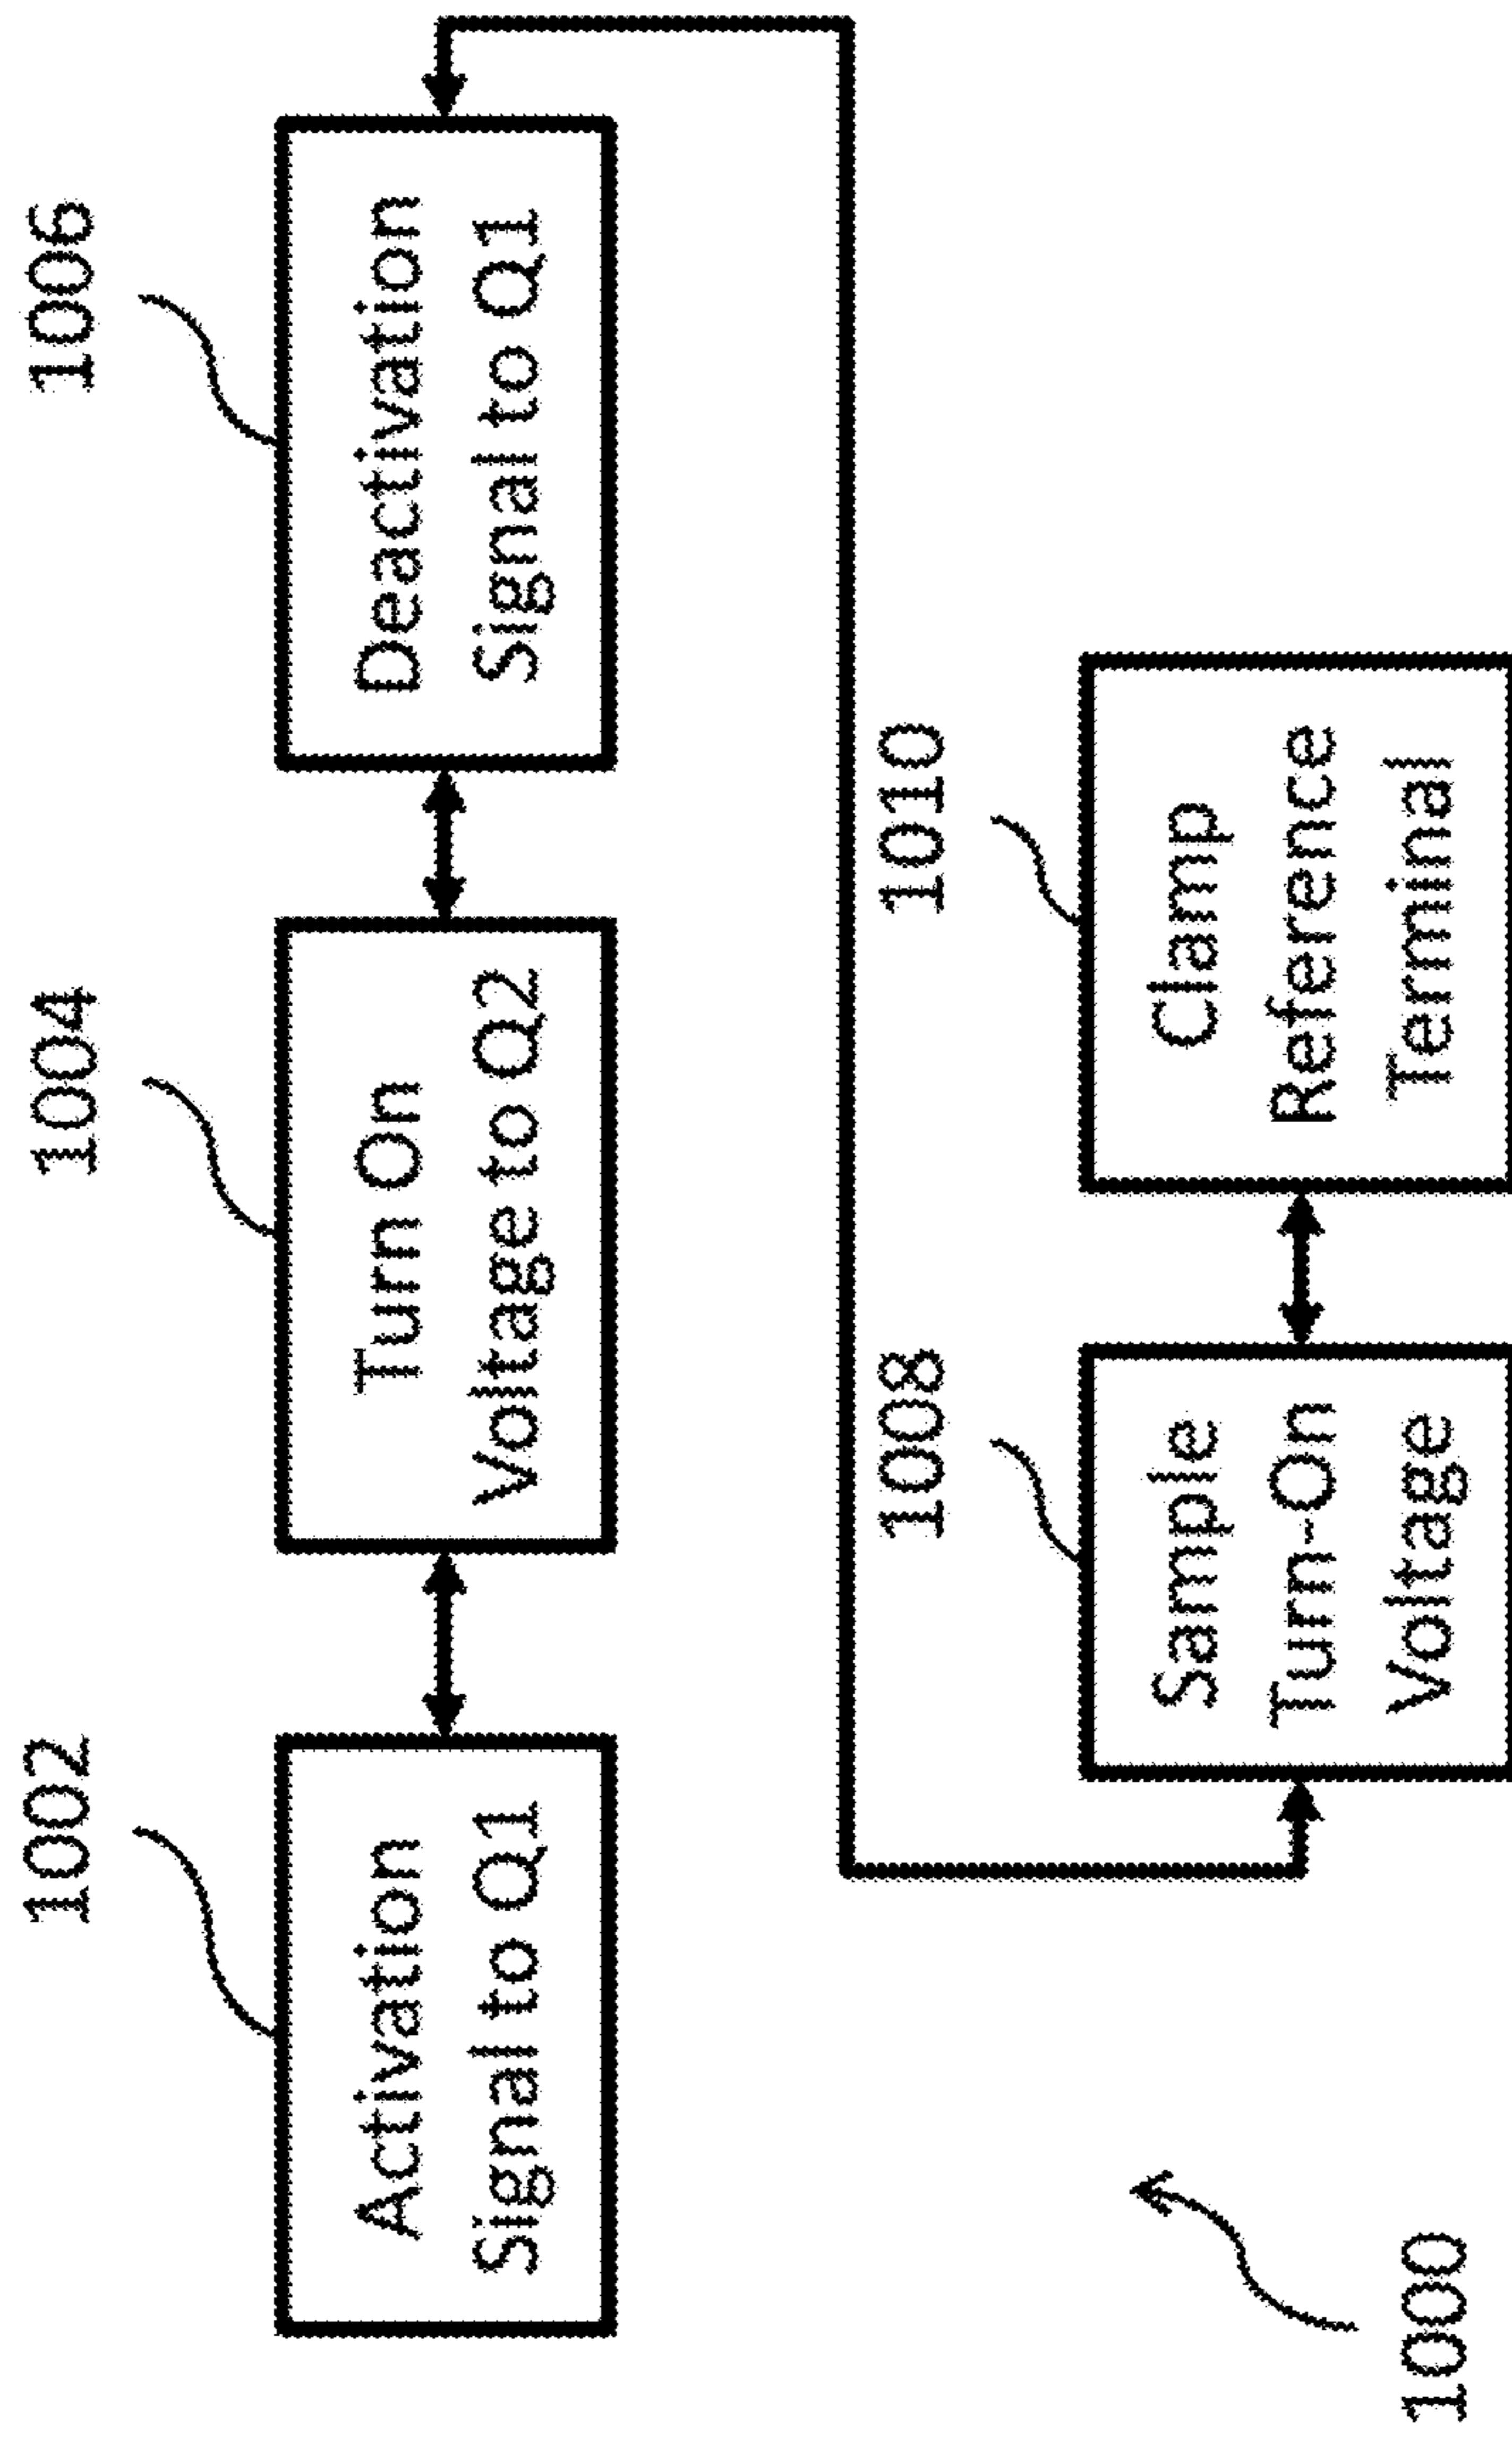 1002
Activation
Signal to Q1
1004
Turn On
Voltage to Q2
1006
Deactivation
Signal to Q1
1008
Sample
Turn-On
Voltage
1010
Clamp
Reference
Terminal
1000